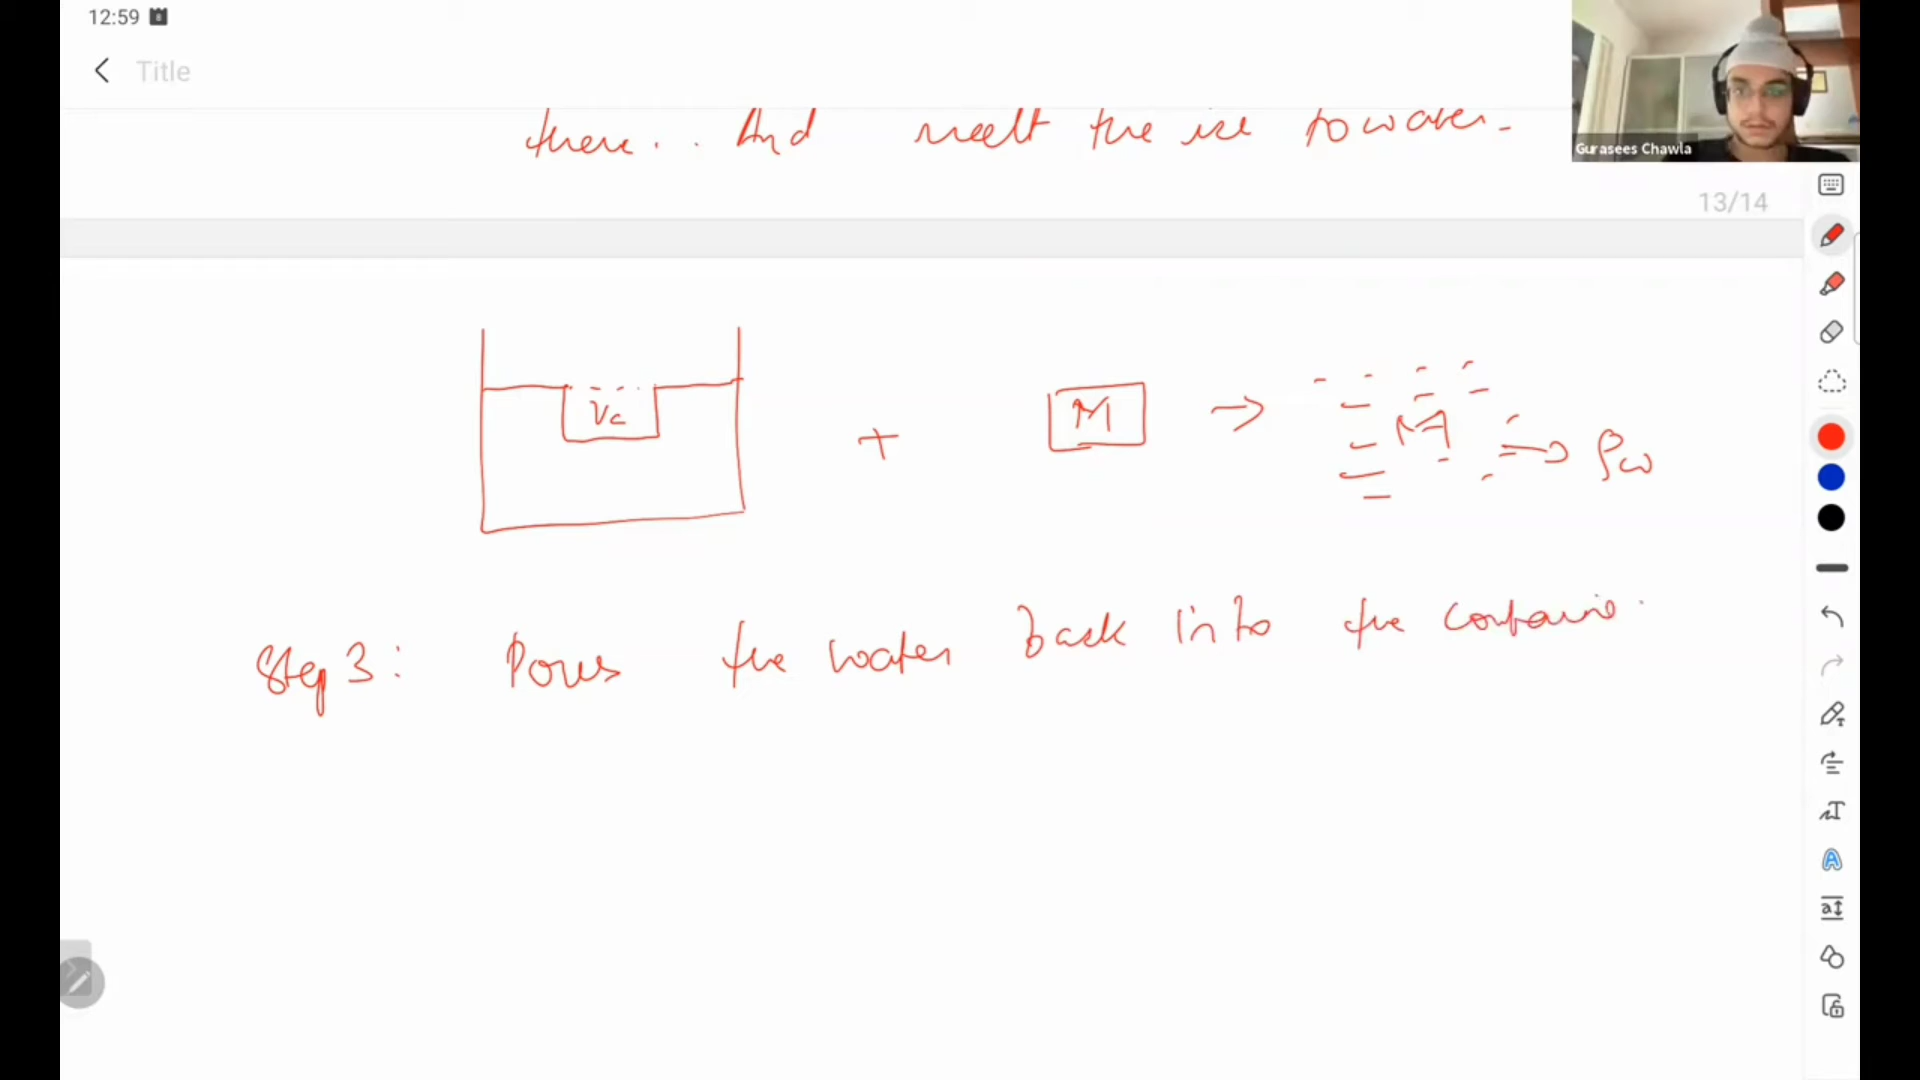 12:59
Title
there.. And melt the ice to water.
Gurasees Chawla
13/14
Vc
+
M → M → ρw
Step 3: Pour the water back into the